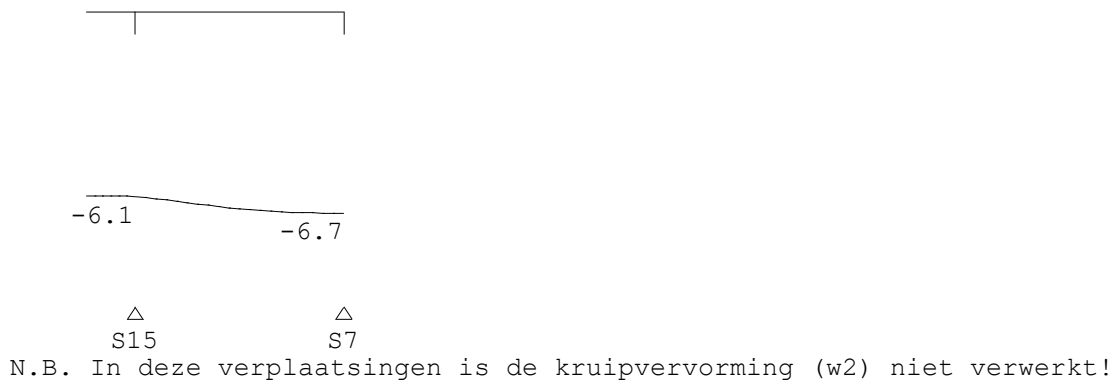 -6.1
-6.7
S15 S7
N.B. In deze verplaatsingen is de kruipvervorming (w2) niet verwerkt!